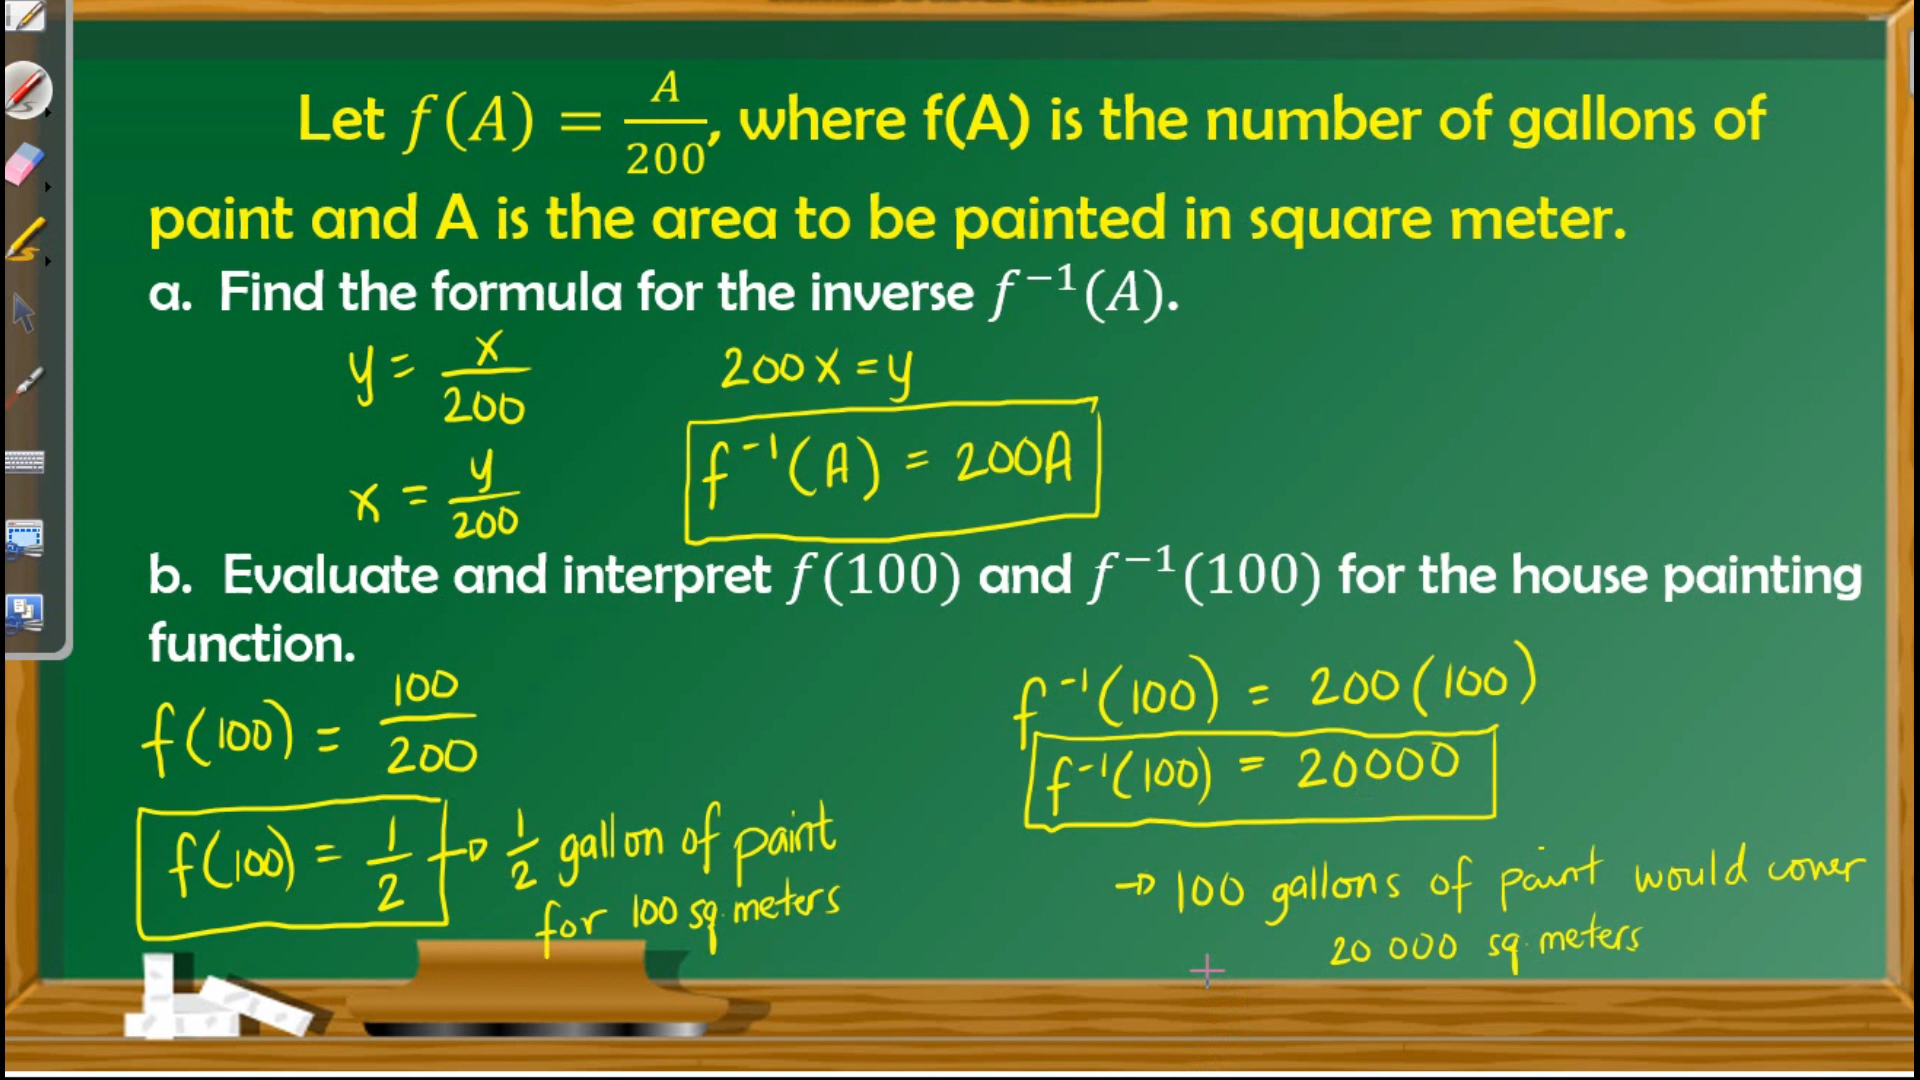 Let f(A) = A/200, where f(A) is the number of gallons of
paint and A is the area to be painted in square meter.
a. Find the formula for the inverse f⁻¹(A).
y = x/200
200x = y
x = y/200
f⁻¹(A) = 200A
b. Evaluate and interpret f(100) and f⁻¹(100) for the house painting
function.
f(100) = 100/200
f(100) = 1/2 → 1/2 gallon of paint
for 100 sq. meters
f⁻¹(100) = 200(100)
f⁻¹(100) = 20000
→ 100 gallons of paint would cover
20 000 sq. meters